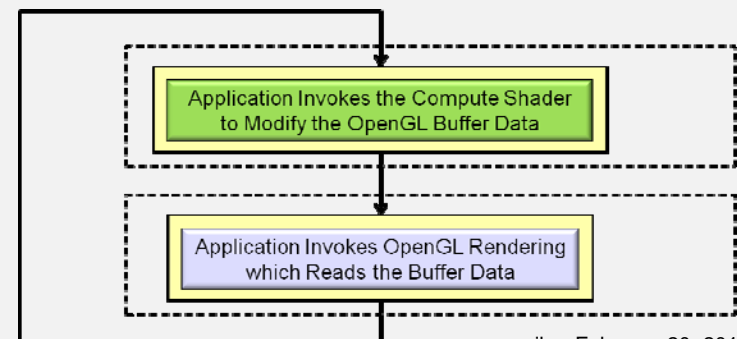 Application Invokes the Compute Shader
to Modify the OpenGL Buffer Data
Application Invokes OpenGL Rendering
which Reads the Buffer Data